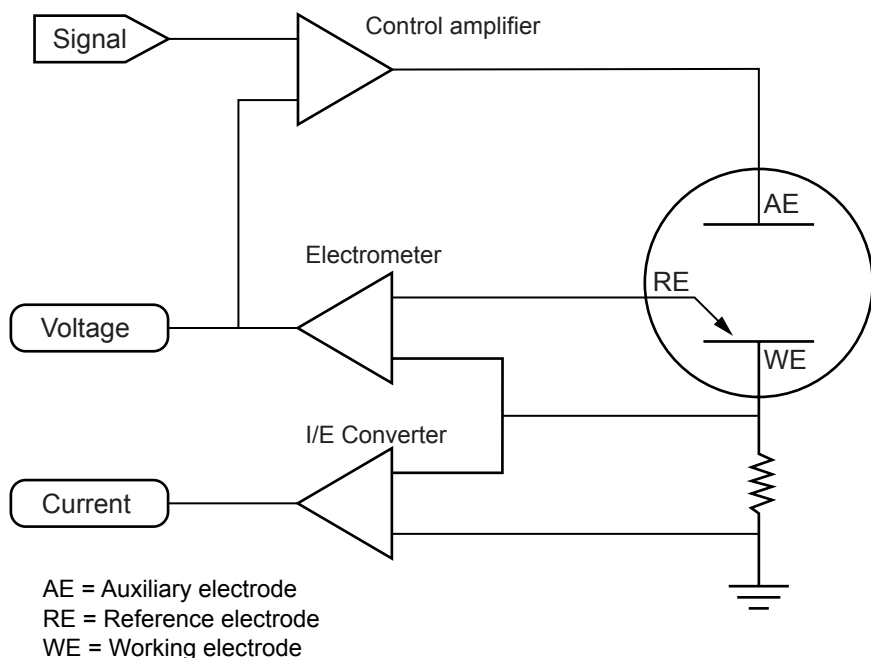 Signal
Control amplifier
AE
Electrometer
RE
Voltage
WE
I/E Converter
Current
AE = Auxiliary electrode
RE = Reference electrode
WE = Working electrode